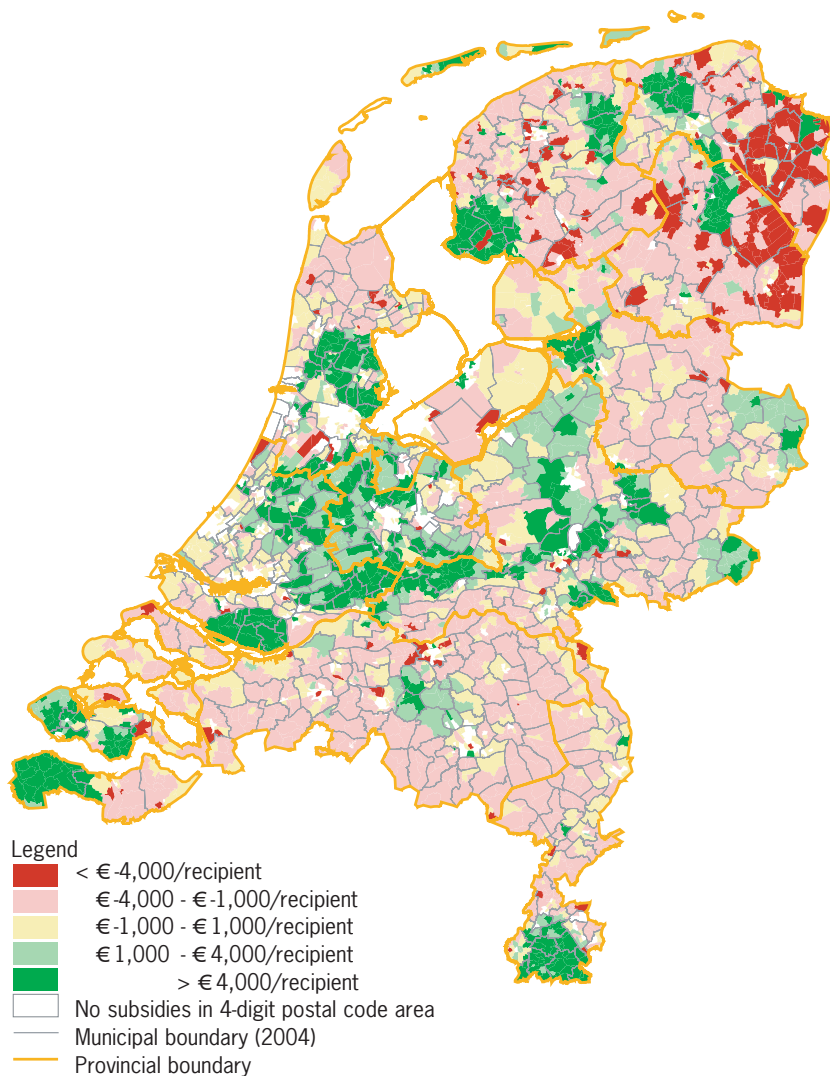 Legend
< € -4,000/recipient
€ -4,000 - € -1,000/recipient
€ -1,000 - € 1,000/recipient
€ 1,000 - € 4,000/recipient
> € 4,000/recipient
No subsidies in 4-digit postal code area
Municipal boundary (2004)
Provincial boundary